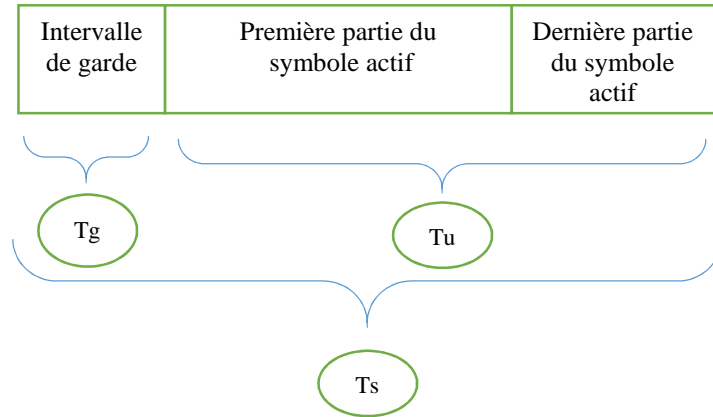 Intervalle
de garde
Première partie du
symbole actif
Dernière partie
du symbole
actif
Tg
Tu
Ts